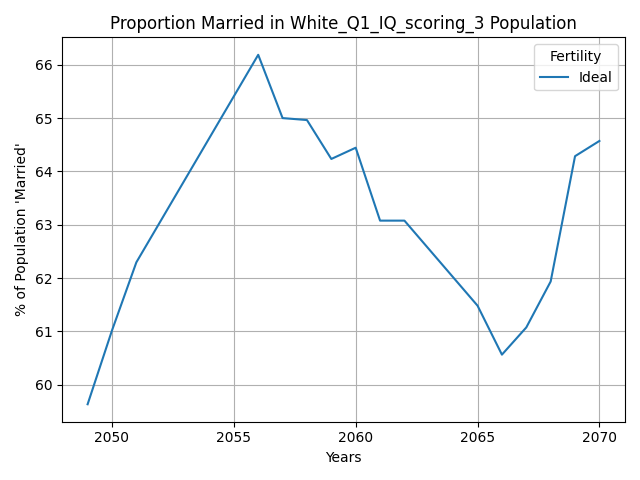 Proportion Married in White_Q1_IQ_scoring_3 Population
Fertility
Ideal
% of Population 'Married'
66
65
64
63
62
61
60
2050
2055
2060
2065
2070
Years